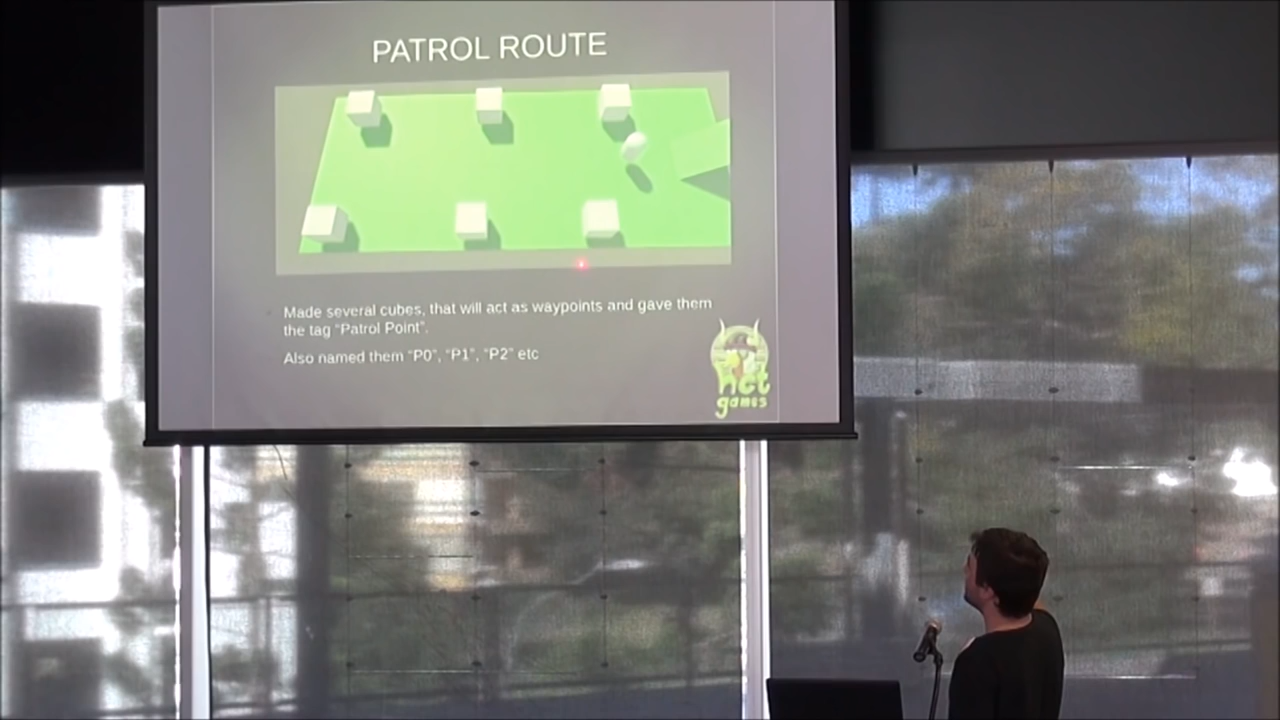 PATROL ROUTE
Made several cubes, that will act as waypoints and gave them
the tag “Patrol Point”.
Also named them “P0”, “P1”, “P2” etc
hct
games